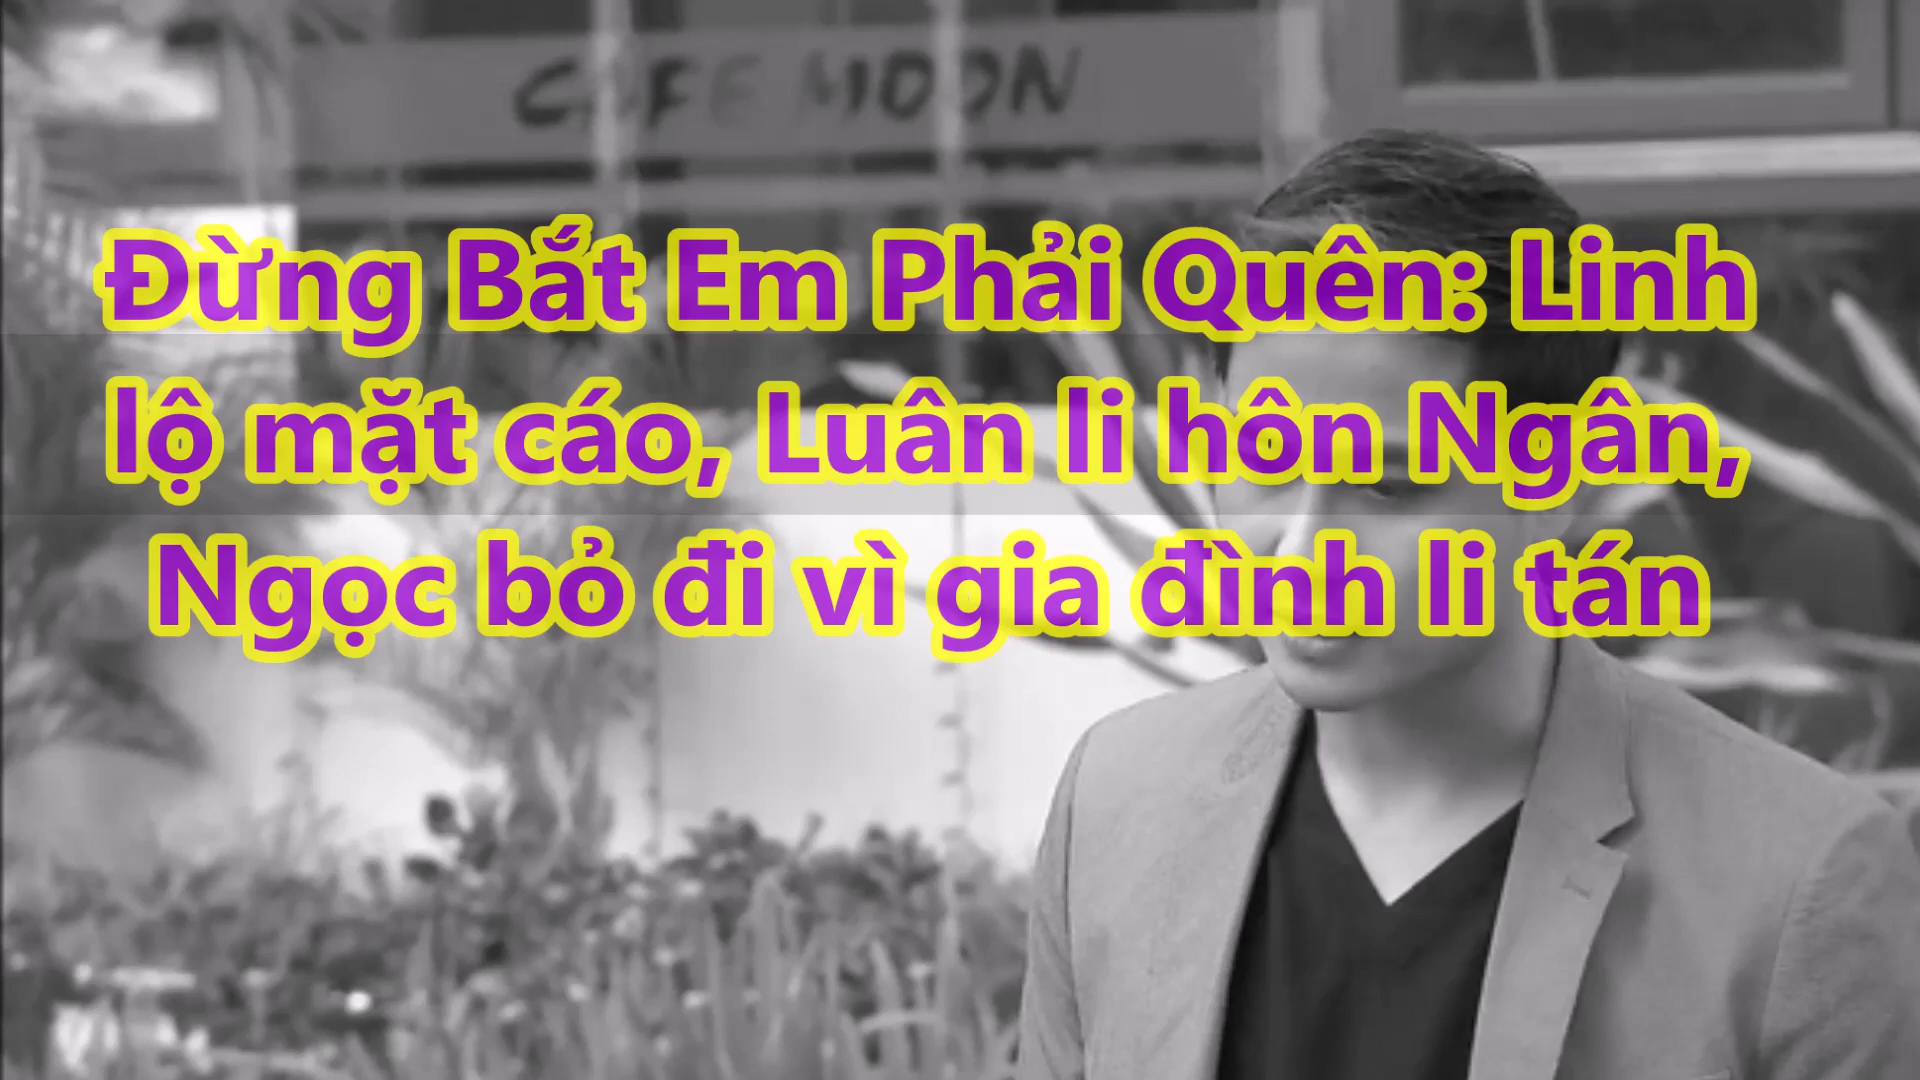 CAFE MOON
Đừng Bắt Em Phải Quên: Linh
lộ mặt cáo, Luân li hôn Ngân,
Ngọc bỏ đi vì gia đình li tán